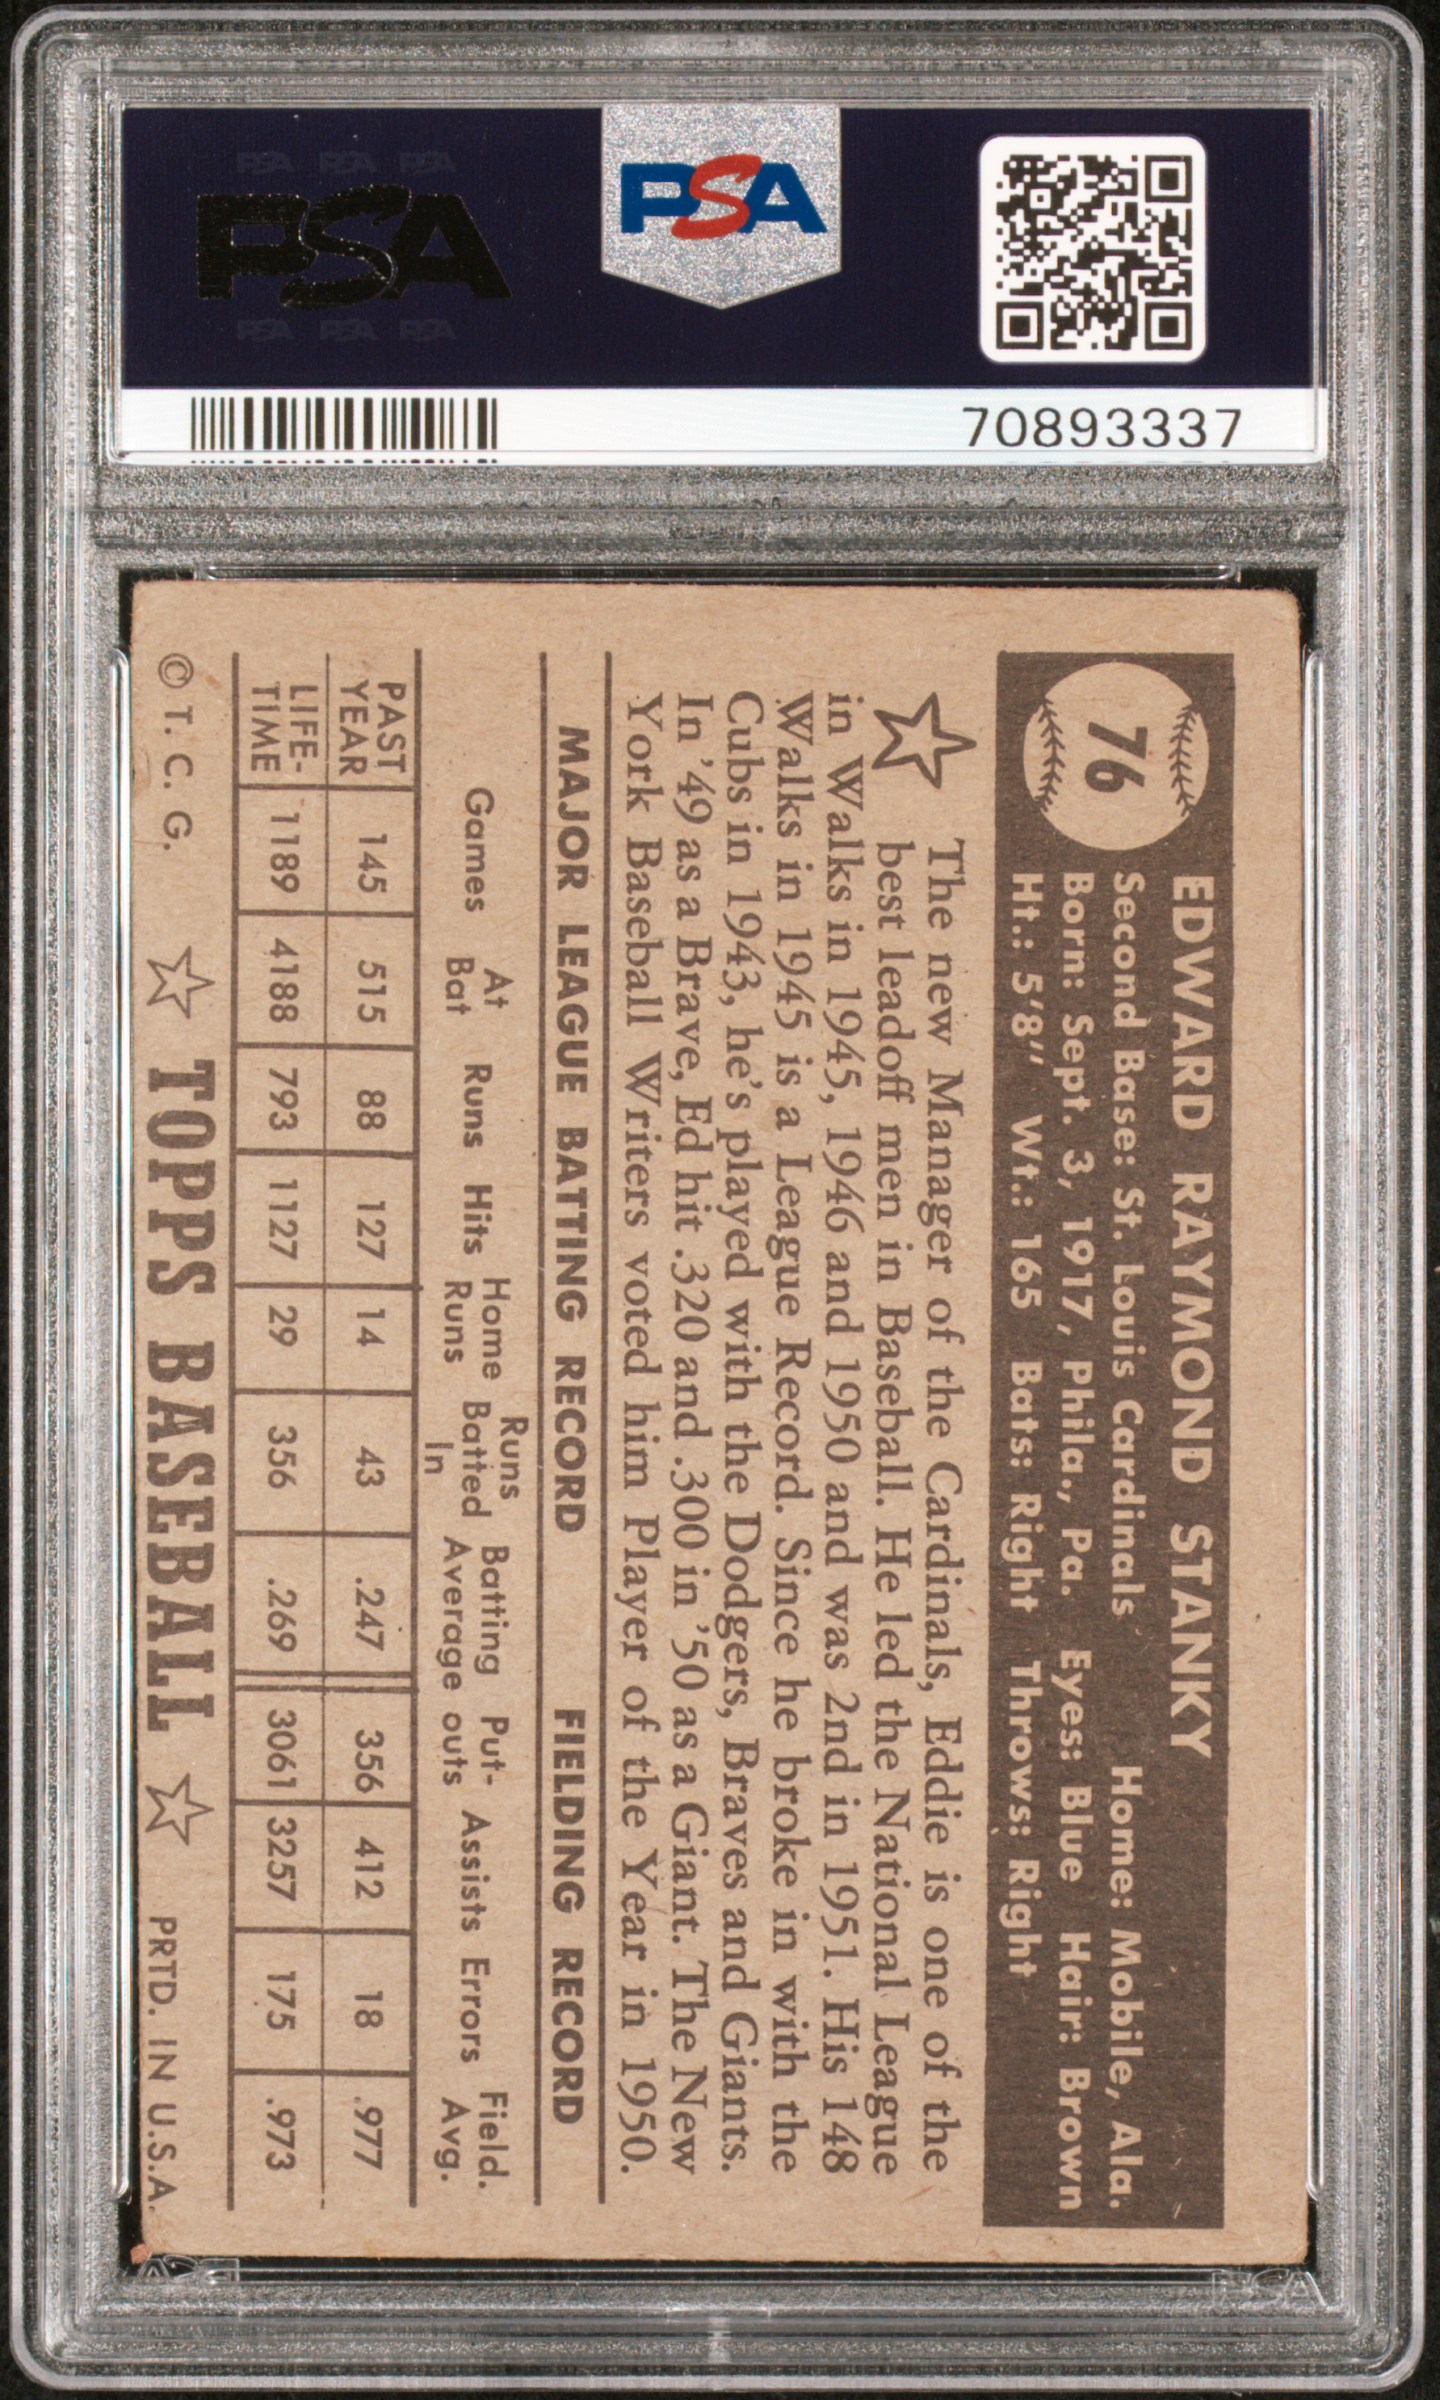 PSA PSA PSA
PSA
PSA PSA PSA
PSA
70893337
76
EDWARD RAYMOND STANKY
Second Base: St. Louis Cardinals Home: Mobile, Ala.
Born: Sept. 3, 1917, Phila., Pa. Eyes: Blue Hair: Brown
Ht.: 5'8" Wt.: 165 Bats: Right Throws: Right
The new Manager of the Cardinals, Eddie is one of the
best leadoff men in Baseball. He led the National League
in Walks in 1945, 1946 and 1950 and was 2nd in 1951. His 148
Walks in 1945 is a League Record. Since he broke in with the
Cubs in 1943, he's played with the Dodgers, Braves and Giants.
In '49 as a Brave, Ed hit .320 and .300 in '50 as a Giant. The New
York Baseball Writers voted him Player of the Year in 1950.
MAJOR LEAGUE BATTING RECORD FIELDING RECORD
Games At Bat Runs Hits Home Runs Runs Batted In Batting Average Put-outs Assists Errors Field. Avg.
PAST YEAR 145 515 88 127 14 43 .247 356 412 18 .977
LIFE-TIME 1189 4188 793 1127 29 356 .269 3061 3257 175 .973
© T. C. G. TOPPS BASEBALL PRTD. IN U.S.A.
PSA
PSA